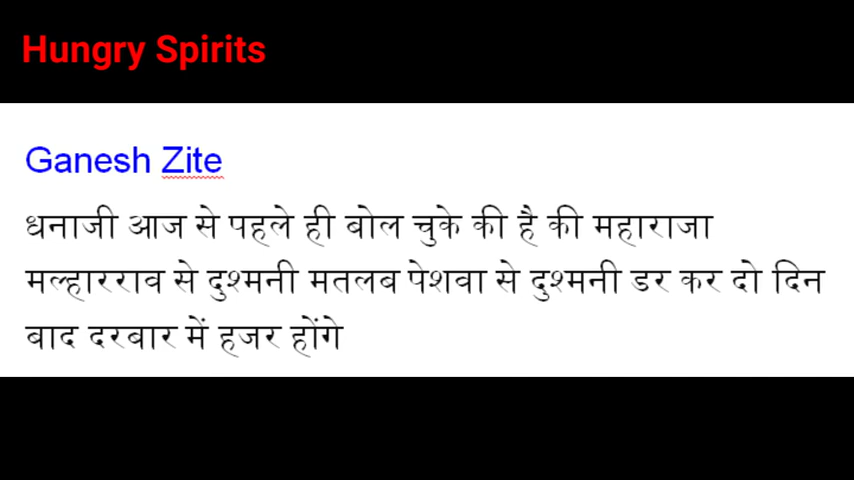 Hungry Spirits
Ganesh Zite
धनाजी आज से पहले ही बोल चुके की है की महाराजा
मल्हारराव से दुश्मनी मतलब पेशवा से दुश्मनी डर कर दो दिन
बाद दरबार में हजर होंगे